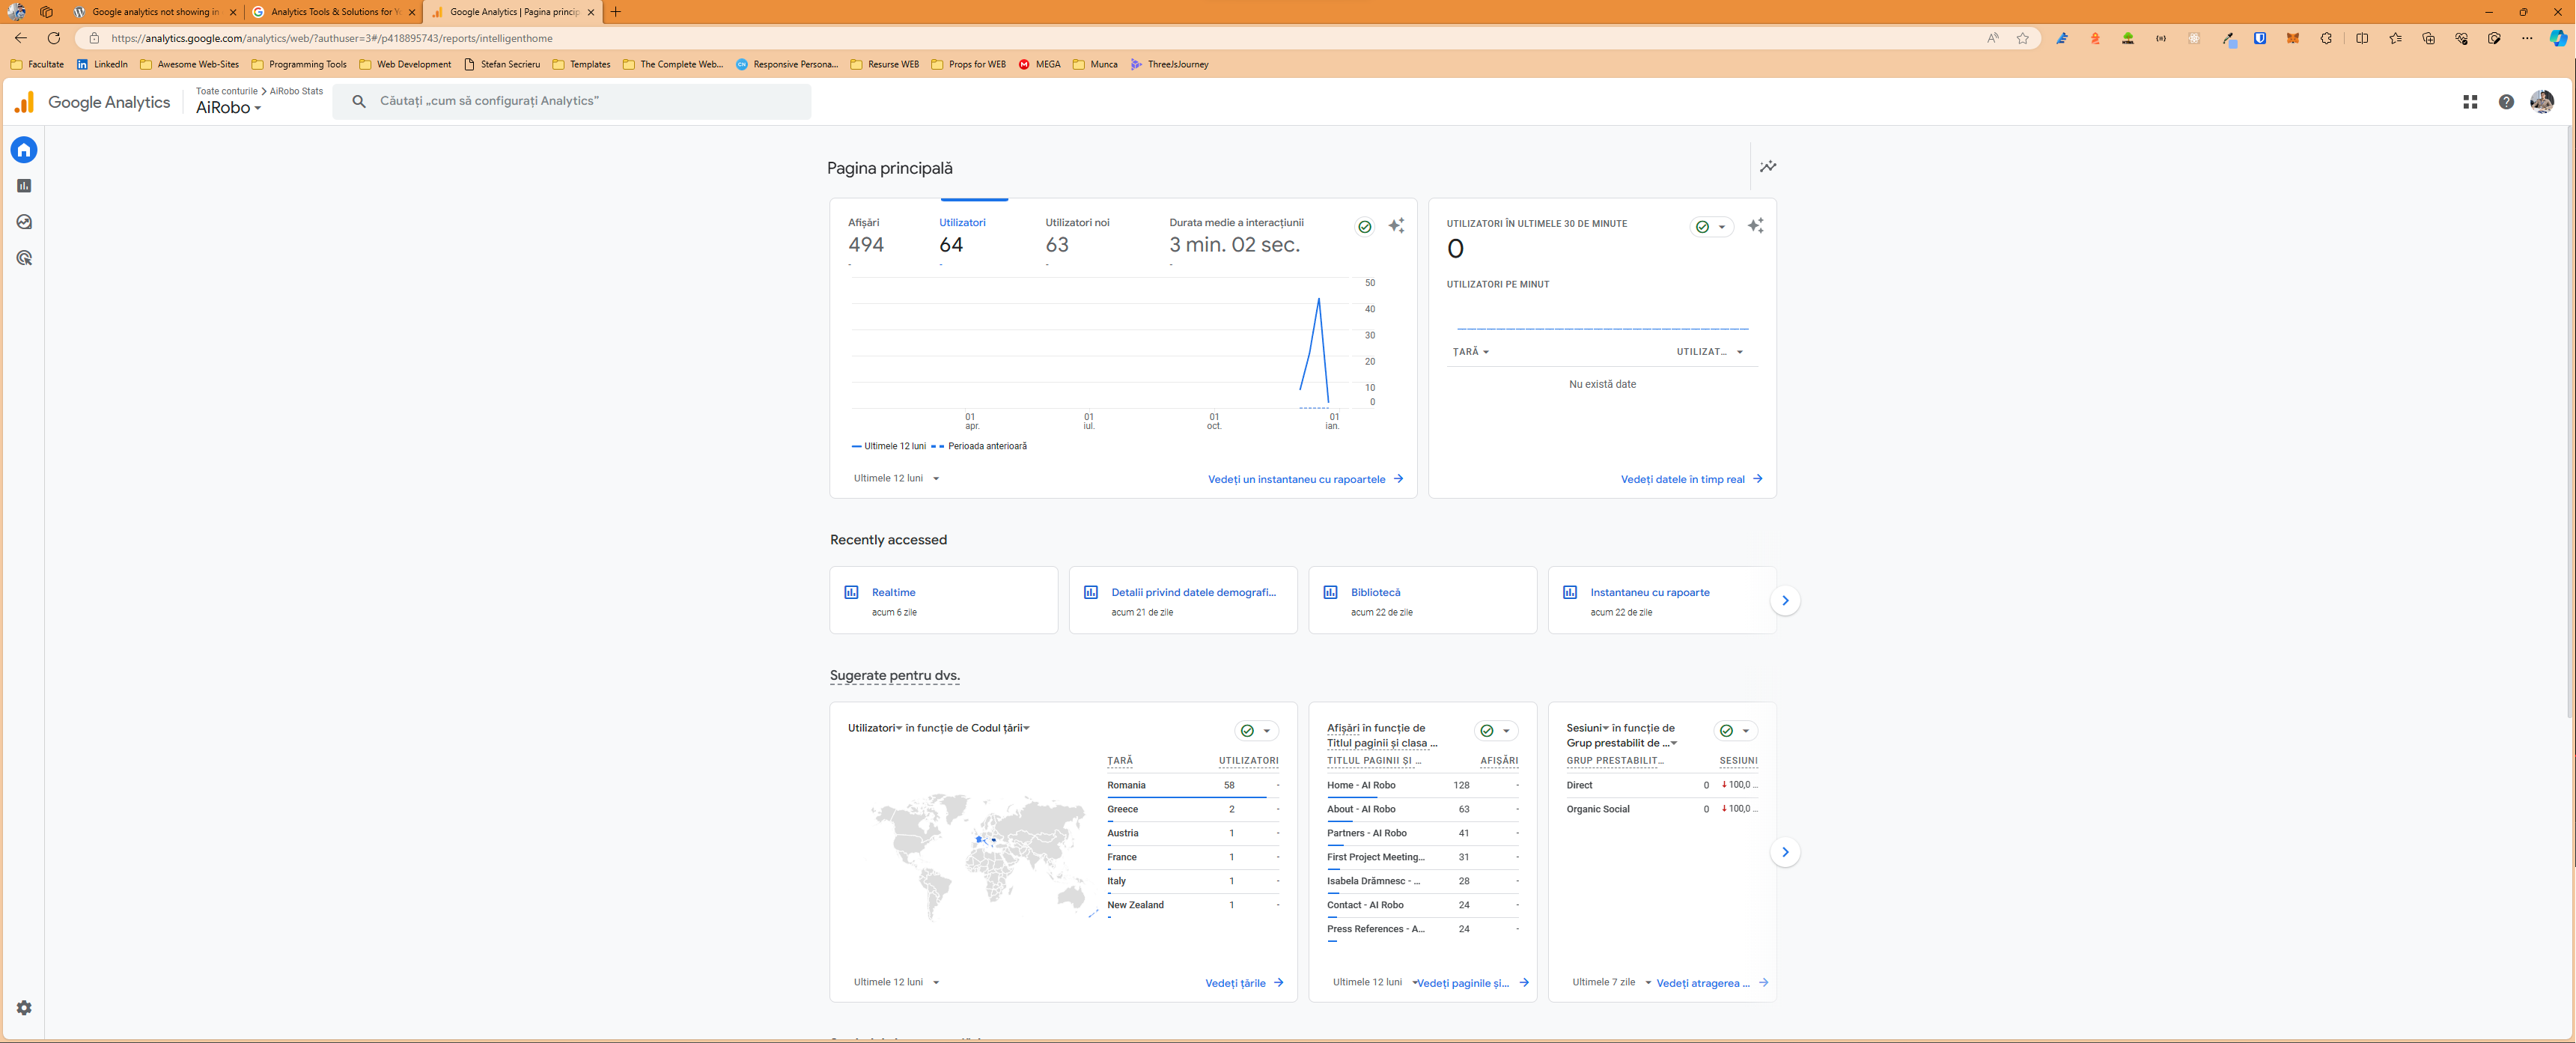 Google analytics not showing in
Analytics Tools & Solutions for Yo
Google Analytics | Pagina princip
https://analytics.google.com/analytics/web/?authuser=3#/p418895743/reports/intelligenthome
Facultate
LinkedIn
Awesome Web-Sites
Programming Tools
Web Development
Stefan Secrieru
Templates
The Complete Web...
Responsive Persona...
Resurse WEB
Props for WEB
MEGA
Munca
ThreeJsJourney
Google Analytics
Toate conturile > AiRobo Stats
AiRobo
Căutați „cum să configurați Analytics”
Pagina principală
Afișări
494
-
Utilizatori
64
-
Utilizatori noi
63
-
Durata medie a interacțiunii
3 min. 02 sec.
-
50
40
30
20
10
0
01 apr.
01 iul.
01 oct.
01 ian.
Ultimele 12 luni
Perioada anterioară
Ultimele 12 luni
Vedeți un instantaneu cu rapoartele
UTILIZATORI ÎN ULTIMELE 30 DE MINUTE
0
UTILIZATORI PE MINUT
ȚARĂ
UTILIZAT...
Nu există date
Vedeți datele în timp real
Recently accessed
Realtime
acum 6 zile
Detalii privind datele demografi...
acum 21 de zile
Bibliotecă
acum 22 de zile
Instantaneu cu rapoarte
acum 22 de zile
Sugerate pentru dvs.
Utilizatori în funcție de Codul țării
ȚARĂ UTILIZATORI
Romania 58 -
Greece 2 -
Austria 1 -
France 1 -
Italy 1 -
New Zealand 1 -
Ultimele 12 luni
Vedeți țările
Afișări în funcție de
Titlul paginii și clasa ...
TITLUL PAGINII ȘI ... AFIȘĂRI
Home - AI Robo 128 -
About - AI Robo 63 -
Partners - AI Robo 41 -
First Project Meeting... 31 -
Isabela Drămnesc - ... 28 -
Contact - AI Robo 24 -
Press References - A... 24 -
Ultimele 12 luni
Vedeți paginile și...
Sesiuni în funcție de
Grup prestabilit de ...
GRUP PRESTABILIT... SESIUNI
Direct 0 ↓ 100,0 ...
Organic Social 0 ↓ 100,0 ...
Ultimele 7 zile
Vedeți atragerea ...